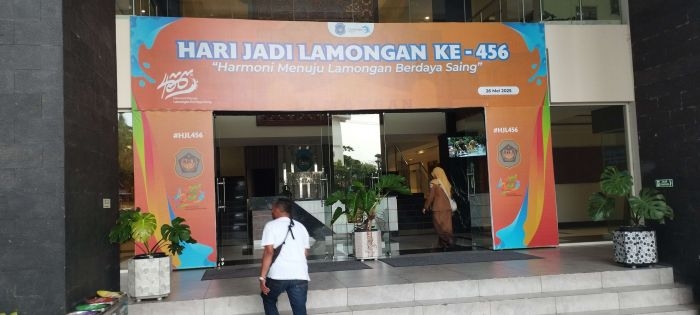 HARI JADI LAMONGAN KE - 456
"Harmoni Menuju Lamongan Berdaya Saing"
26 Mei 2025
#HJL456
#HJL456